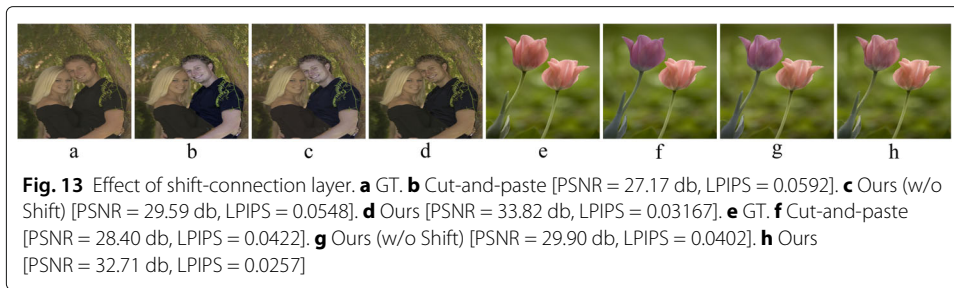 a b c d e f g h
Fig. 13 Effect of shift-connection layer. a GT. b Cut-and-paste [PSNR = 27.17 db, LPIPS = 0.0592]. c Ours (w/o
Shift) [PSNR = 29.59 db, LPIPS = 0.0548]. d Ours [PSNR = 33.82 db, LPIPS = 0.03167]. e GT. f Cut-and-paste
[PSNR = 28.40 db, LPIPS = 0.0422]. g Ours (w/o Shift) [PSNR = 29.90 db, LPIPS = 0.0402]. h Ours
[PSNR = 32.71 db, LPIPS = 0.0257]